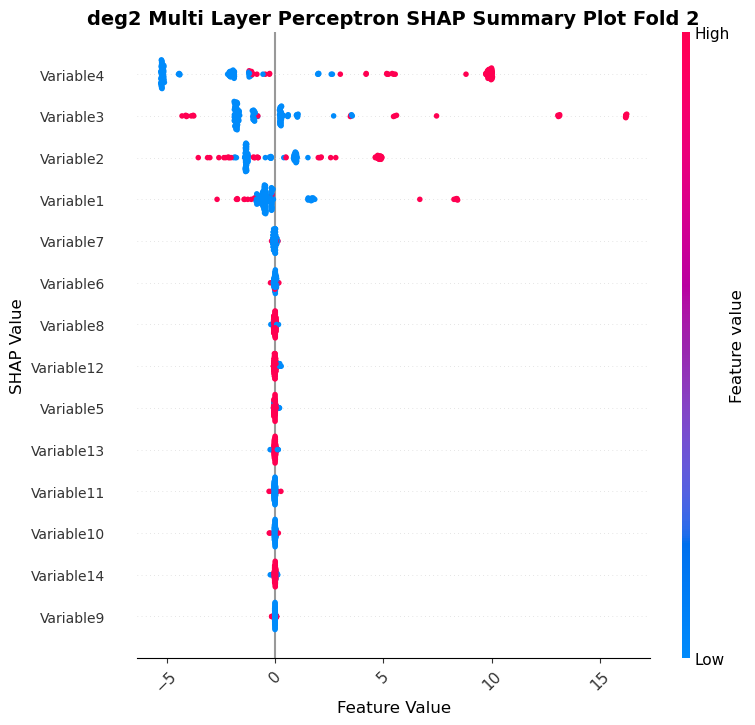 deg2 Multi Layer Perceptron SHAP Summary Plot Fold 2
High
Variable4
Variable3
Variable2
Variable1
Variable7
Variable6
Variable8
Variable12
Variable5
Variable13
Variable11
Variable10
Variable14
Variable9
SHAP Value
Feature value
Low
−5
0
5
10
15
Feature Value